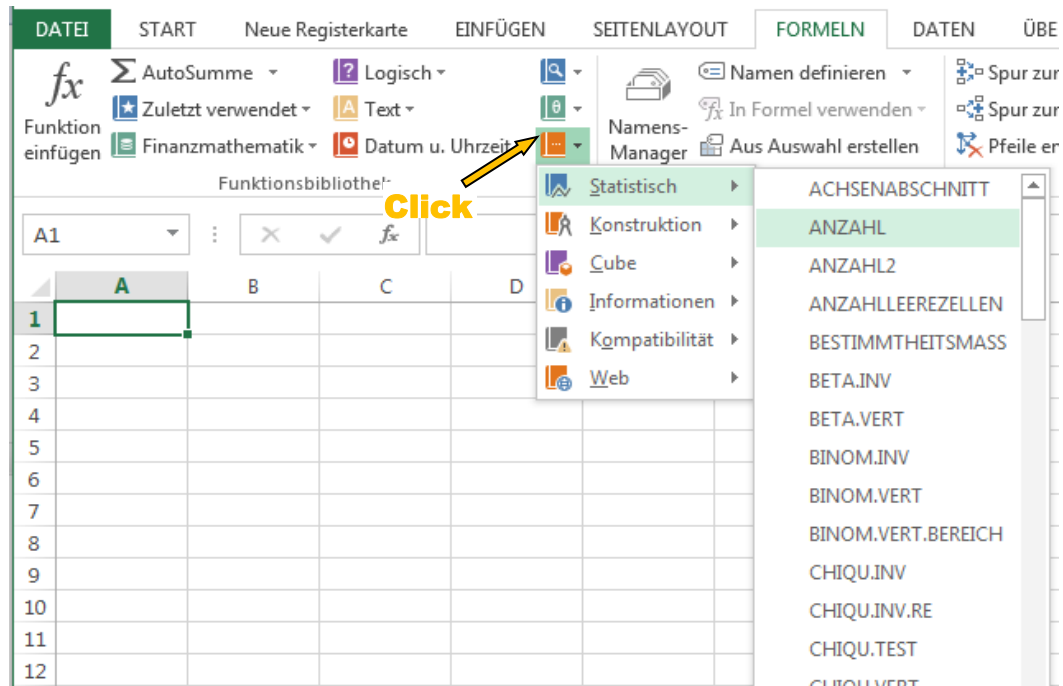 DATEI START Neue Registerkarte EINFÜGEN SEITENLAYOUT FORMELN DATEN ÜBE
fx Funktion einfügen
AutoSumme
Zuletzt verwendet
Finanzmathematik
Logisch
Text
Datum u. Uhrzeit
Namens-Manager
Namen definieren
In Formel verwenden
Aus Auswahl erstellen
Spur zur
Spur zur
Pfeile en
Funktionsbibliothek
Click
A1 fx
A B C D
1
2
3
4
5
6
7
8
9
10
11
12
Statistisch
Konstruktion
Cube
Informationen
Kompatibilität
Web
ACHSENABSCHNITT
ANZAHL
ANZAHL2
ANZAHLLEEREZELLEN
BESTIMMTHEITSMASS
BETA.INV
BETA.VERT
BINOM.INV
BINOM.VERT
BINOM.VERT.BEREICH
CHIQU.INV
CHIQU.INV.RE
CHIQU.TEST
CHIQU.VERT